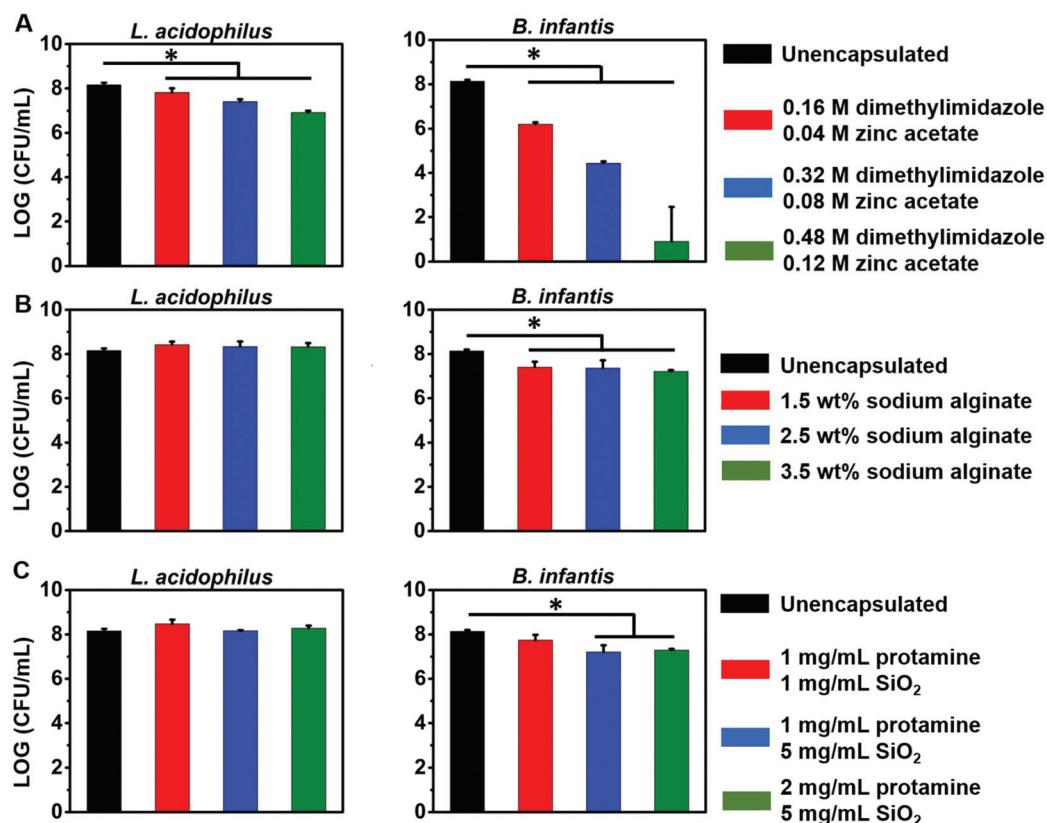 A
L. acidophilus
B. infantis
LOG (CFU/mL)
10
8
6
4
2
0
*
10
8
6
4
2
0
*
Unencapsulated
0.16 M dimethylimidazole
0.04 M zinc acetate
0.32 M dimethylimidazole
0.08 M zinc acetate
0.48 M dimethylimidazole
0.12 M zinc acetate
B
L. acidophilus
B. infantis
LOG (CFU/mL)
10
8
6
4
2
0
10
8
6
4
2
0
*
Unencapsulated
1.5 wt% sodium alginate
2.5 wt% sodium alginate
3.5 wt% sodium alginate
C
L. acidophilus
B. infantis
LOG (CFU/mL)
10
8
6
4
2
0
10
8
6
4
2
0
*
Unencapsulated
1 mg/mL protamine
1 mg/mL SiO₂
1 mg/mL protamine
5 mg/mL SiO₂
2 mg/mL protamine
5 mg/mL SiO₂